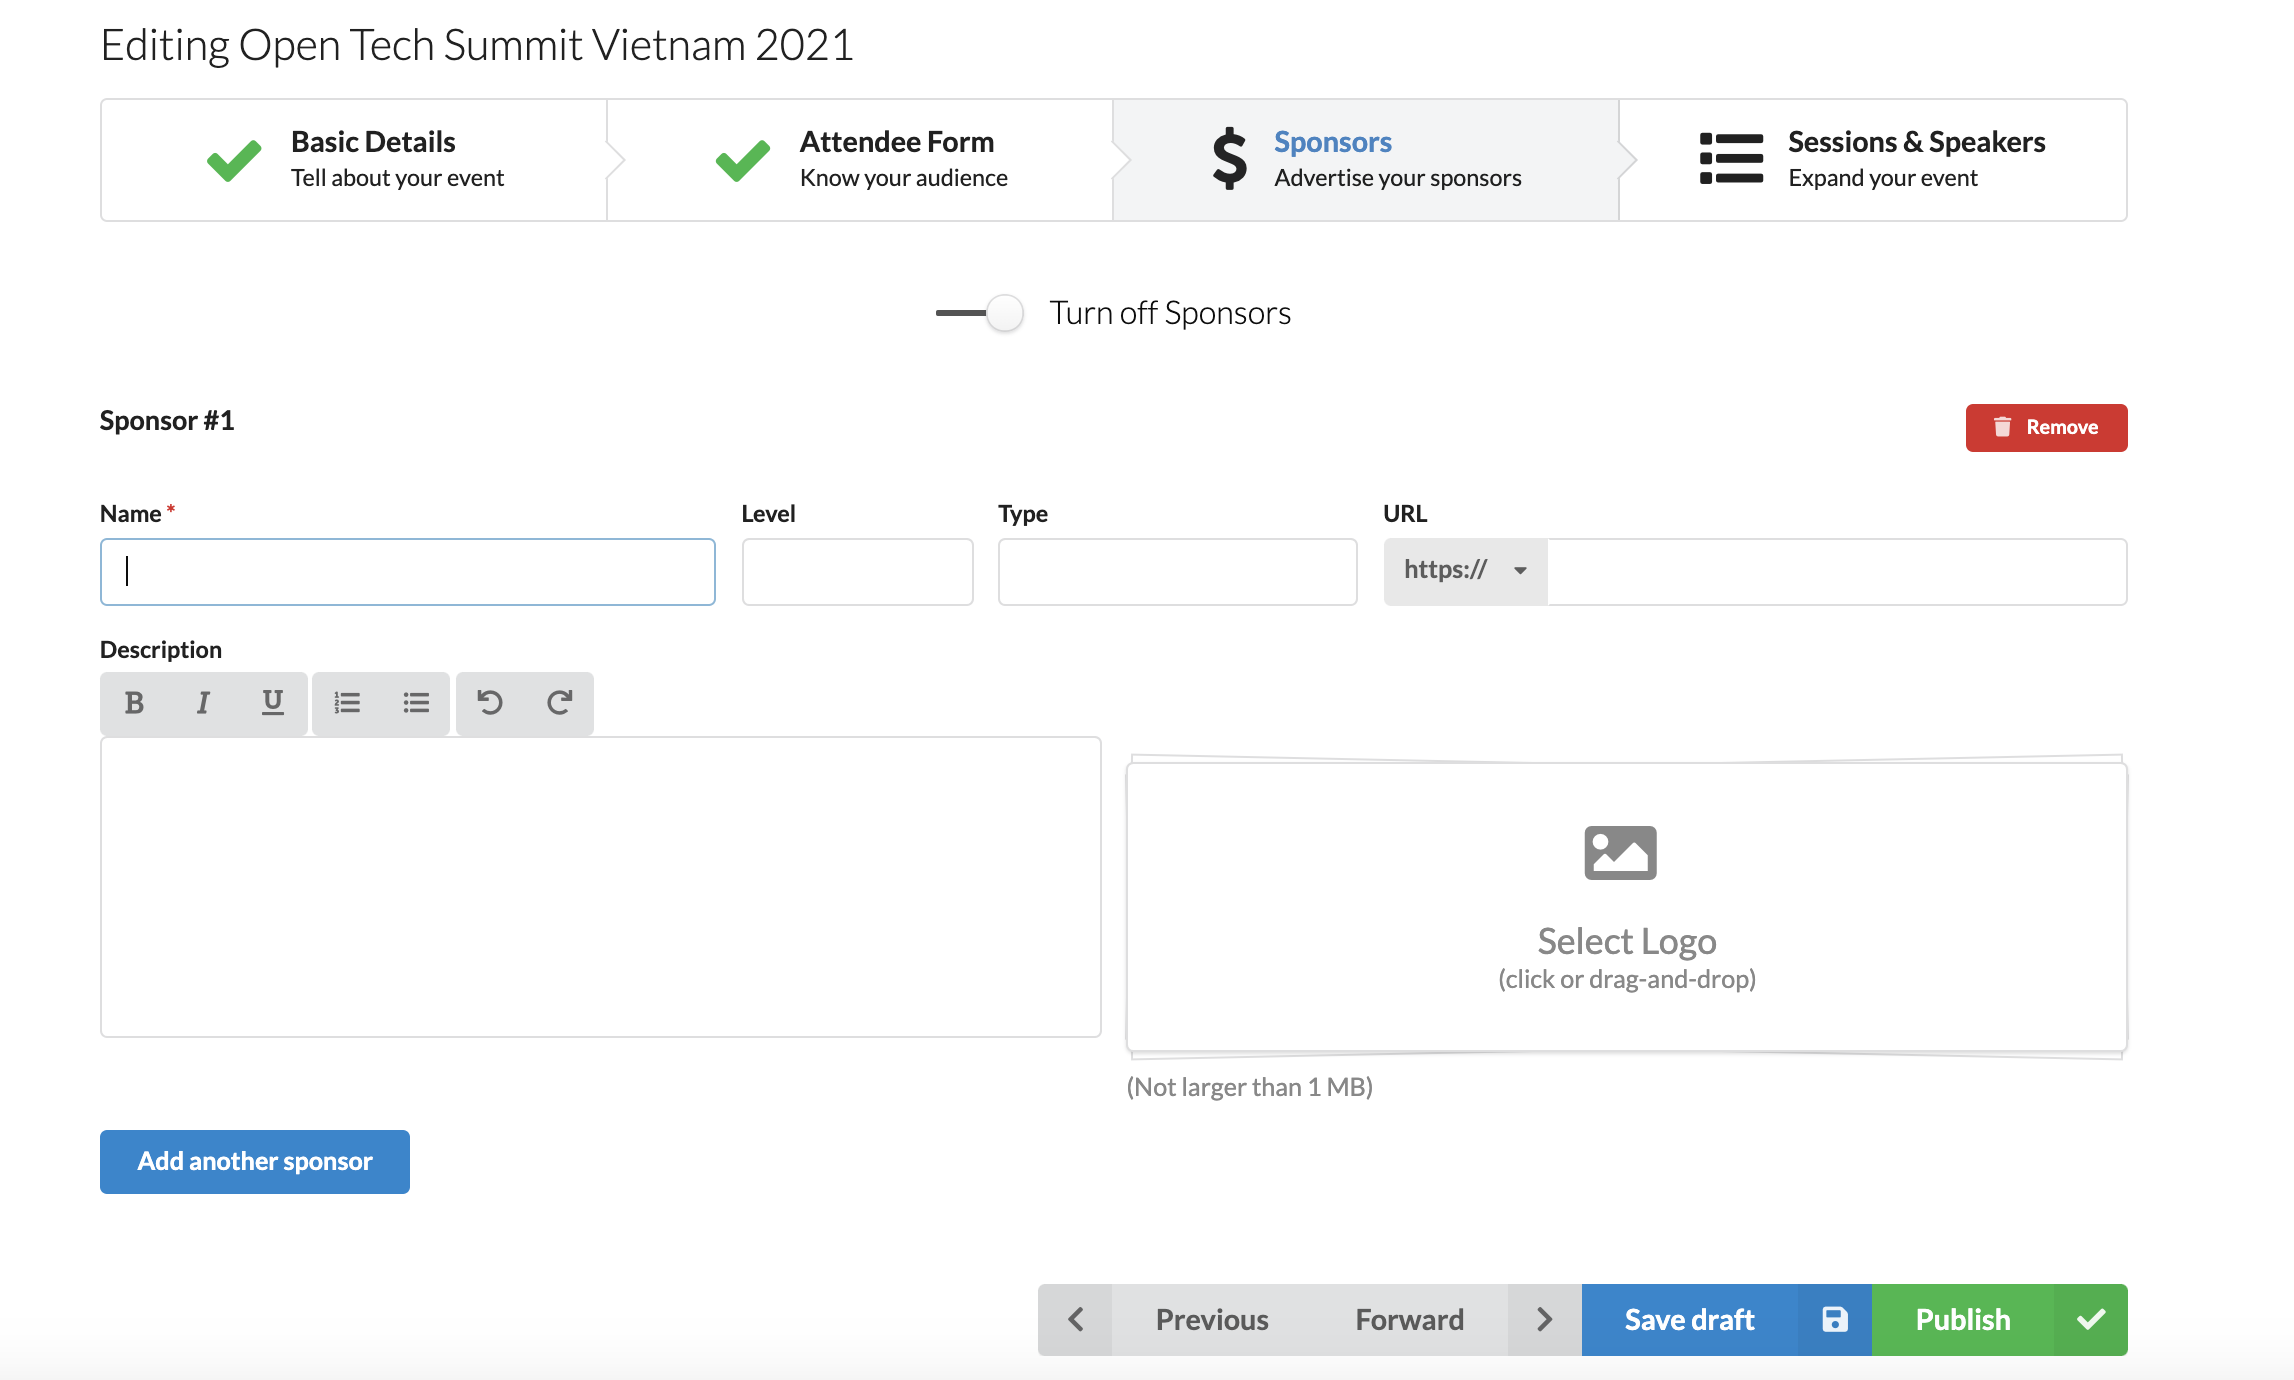 Editing Open Tech Summit Vietnam 2021
Basic Details
Tell about your event
Attendee Form
Know your audience
Sponsors
Advertise your sponsors
Sessions & Speakers
Expand your event
Turn off Sponsors
Sponsor #1
Remove
Name *
Level
Type
URL
https://
Description
B I U
Select Logo
(click or drag-and-drop)
(Not larger than 1 MB)
Add another sponsor
Previous
Forward
Save draft
Publish